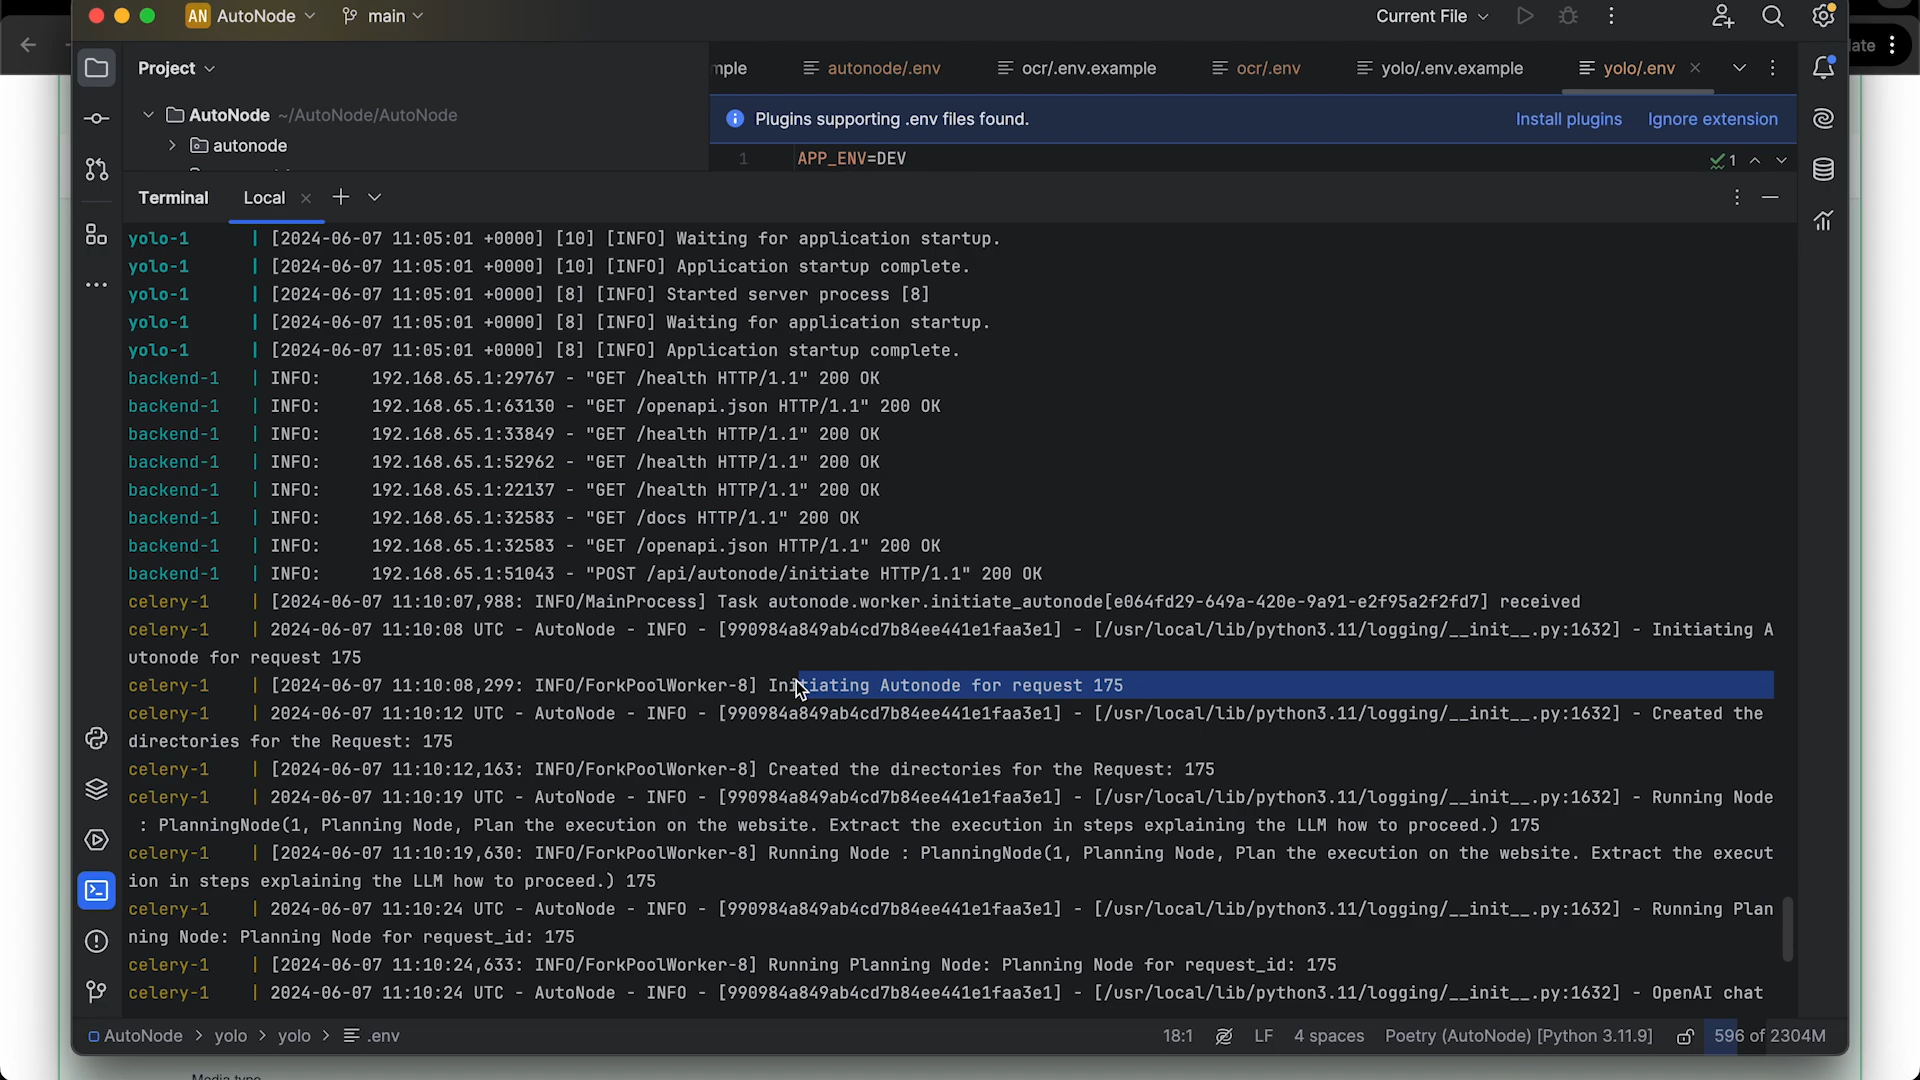 AN AutoNode main Current File
late
Project
mple autonode/.env ocr/.env.example ocr/.env yolo/.env.example yolo/.env
AutoNode ~/AutoNode/AutoNode
Plugins supporting .env files found. Install plugins Ignore extension
autonode
1 APP_ENV=DEV 1
Terminal Local
yolo-1 | [2024-06-07 11:05:01 +0000] [10] [INFO] Waiting for application startup.
yolo-1 | [2024-06-07 11:05:01 +0000] [10] [INFO] Application startup complete.
yolo-1 | [2024-06-07 11:05:01 +0000] [8] [INFO] Started server process [8]
yolo-1 | [2024-06-07 11:05:01 +0000] [8] [INFO] Waiting for application startup.
yolo-1 | [2024-06-07 11:05:01 +0000] [8] [INFO] Application startup complete.
backend-1 | INFO: 192.168.65.1:29767 - "GET /health HTTP/1.1" 200 OK
backend-1 | INFO: 192.168.65.1:63130 - "GET /openapi.json HTTP/1.1" 200 OK
backend-1 | INFO: 192.168.65.1:33849 - "GET /health HTTP/1.1" 200 OK
backend-1 | INFO: 192.168.65.1:52962 - "GET /health HTTP/1.1" 200 OK
backend-1 | INFO: 192.168.65.1:22137 - "GET /health HTTP/1.1" 200 OK
backend-1 | INFO: 192.168.65.1:32583 - "GET /docs HTTP/1.1" 200 OK
backend-1 | INFO: 192.168.65.1:32583 - "GET /openapi.json HTTP/1.1" 200 OK
backend-1 | INFO: 192.168.65.1:51043 - "POST /api/autonode/initiate HTTP/1.1" 200 OK
celery-1 | [2024-06-07 11:10:07,988: INFO/MainProcess] Task autonode.worker.initiate_autonode[e064fd29-649a-420e-9a91-e2f95a2f2fd7] received
celery-1 | 2024-06-07 11:10:08 UTC - AutoNode - INFO - [990984a849ab4cd7b84ee441e1faa3e1] - [/usr/local/lib/python3.11/logging/__init__.py:1632] - Initiating A
utonode for request 175
celery-1 | [2024-06-07 11:10:08,299: INFO/ForkPoolWorker-8] Initiating Autonode for request 175
celery-1 | 2024-06-07 11:10:12 UTC - AutoNode - INFO - [990984a849ab4cd7b84ee441e1faa3e1] - [/usr/local/lib/python3.11/logging/__init__.py:1632] - Created the
directories for the Request: 175
celery-1 | [2024-06-07 11:10:12,163: INFO/ForkPoolWorker-8] Created the directories for the Request: 175
celery-1 | 2024-06-07 11:10:19 UTC - AutoNode - INFO - [990984a849ab4cd7b84ee441e1faa3e1] - [/usr/local/lib/python3.11/logging/__init__.py:1632] - Running Node
: PlanningNode(1, Planning Node, Plan the execution on the website. Extract the execution in steps explaining the LLM how to proceed.) 175
celery-1 | [2024-06-07 11:10:19,630: INFO/ForkPoolWorker-8] Running Node : PlanningNode(1, Planning Node, Plan the execution on the website. Extract the execut
ion in steps explaining the LLM how to proceed.) 175
celery-1 | 2024-06-07 11:10:24 UTC - AutoNode - INFO - [990984a849ab4cd7b84ee441e1faa3e1] - [/usr/local/lib/python3.11/logging/__init__.py:1632] - Running Plan
ning Node: Planning Node for request_id: 175
celery-1 | [2024-06-07 11:10:24,633: INFO/ForkPoolWorker-8] Running Planning Node: Planning Node for request_id: 175
celery-1 | 2024-06-07 11:10:24 UTC - AutoNode - INFO - [990984a849ab4cd7b84ee441e1faa3e1] - [/usr/local/lib/python3.11/logging/__init__.py:1632] - OpenAI chat
AutoNode > yolo > yolo > .env 18:1 LF 4 spaces Poetry (AutoNode) [Python 3.11.9] 596 of 2304M
Media type